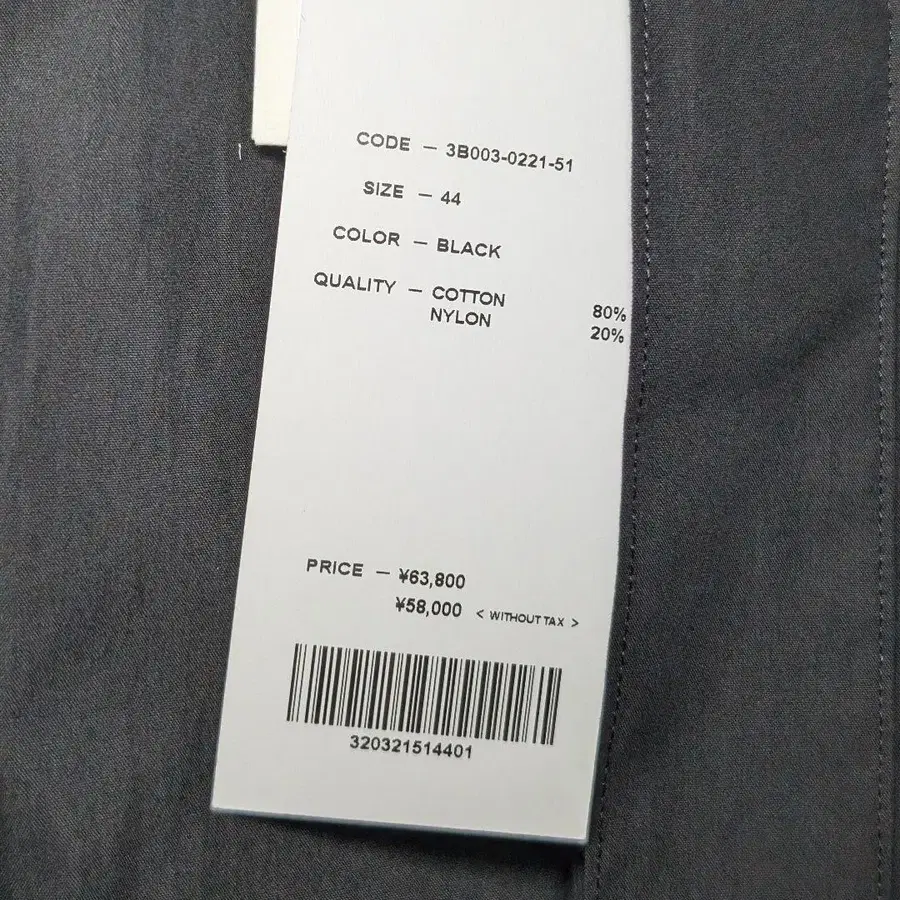 CODE — 3B003-0221-51
SIZE — 44
COLOR — BLACK
QUALITY — COTTON 80%
NYLON 20%
PRICE — ¥63,800
¥58,000 < WITHOUT TAX >
320321514401